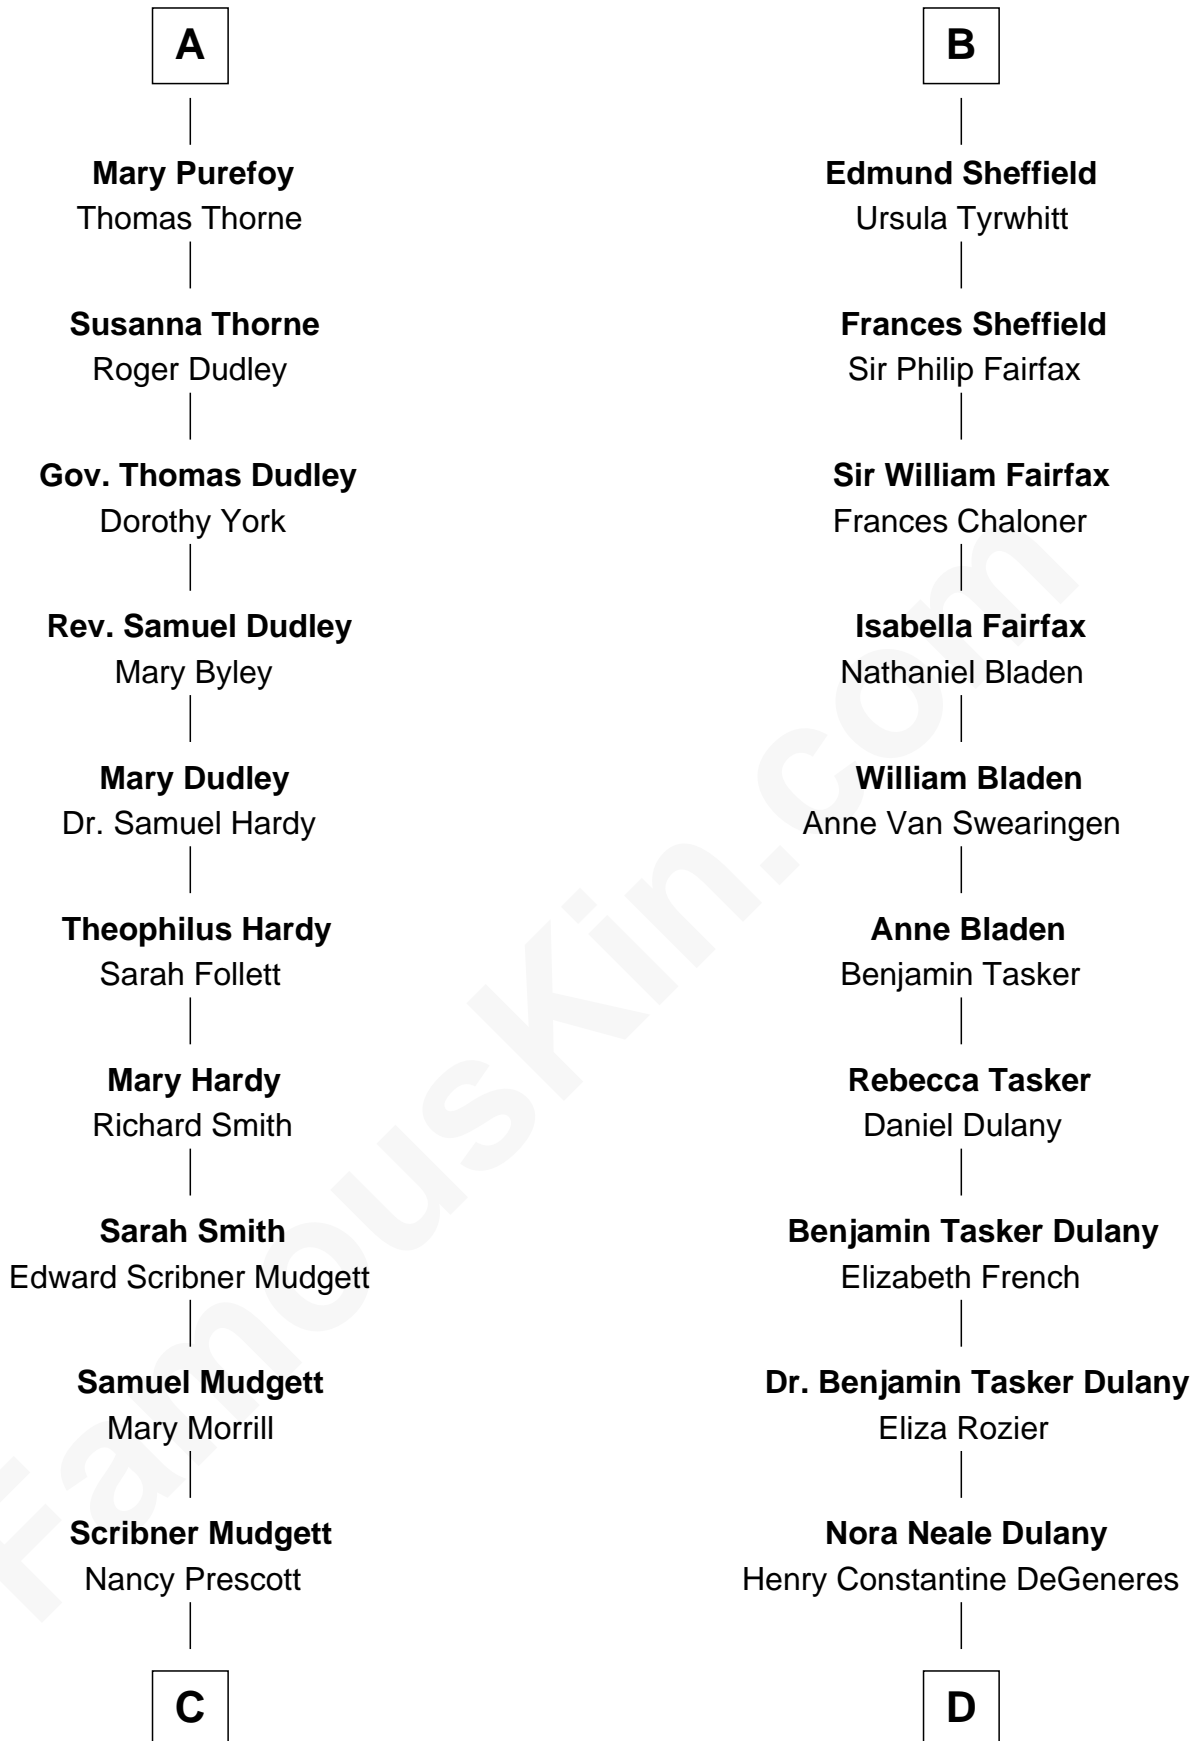 A
Mary Purefoy
Thomas Thorne
Susanna Thorne
Roger Dudley
Gov. Thomas Dudley
Dorothy York
Rev. Samuel Dudley
Mary Byley
Mary Dudley
Dr. Samuel Hardy
Theophilus Hardy
Sarah Follett
Mary Hardy
Richard Smith
Sarah Smith
Edward Scribner Mudgett
Samuel Mudgett
Mary Morrill
Scribner Mudgett
Nancy Prescott
C
B
Edmund Sheffield
Ursula Tyrwhitt
Frances Sheffield
Sir Philip Fairfax
Sir William Fairfax
Frances Chaloner
Isabella Fairfax
Nathaniel Bladen
William Bladen
Anne Van Swearingen
Anne Bladen
Benjamin Tasker
Rebecca Tasker
Daniel Dulany
Benjamin Tasker Dulany
Elizabeth French
Dr. Benjamin Tasker Dulany
Eliza Rozier
Nora Neale Dulany
Henry Constantine DeGeneres
D
FamousKin.com